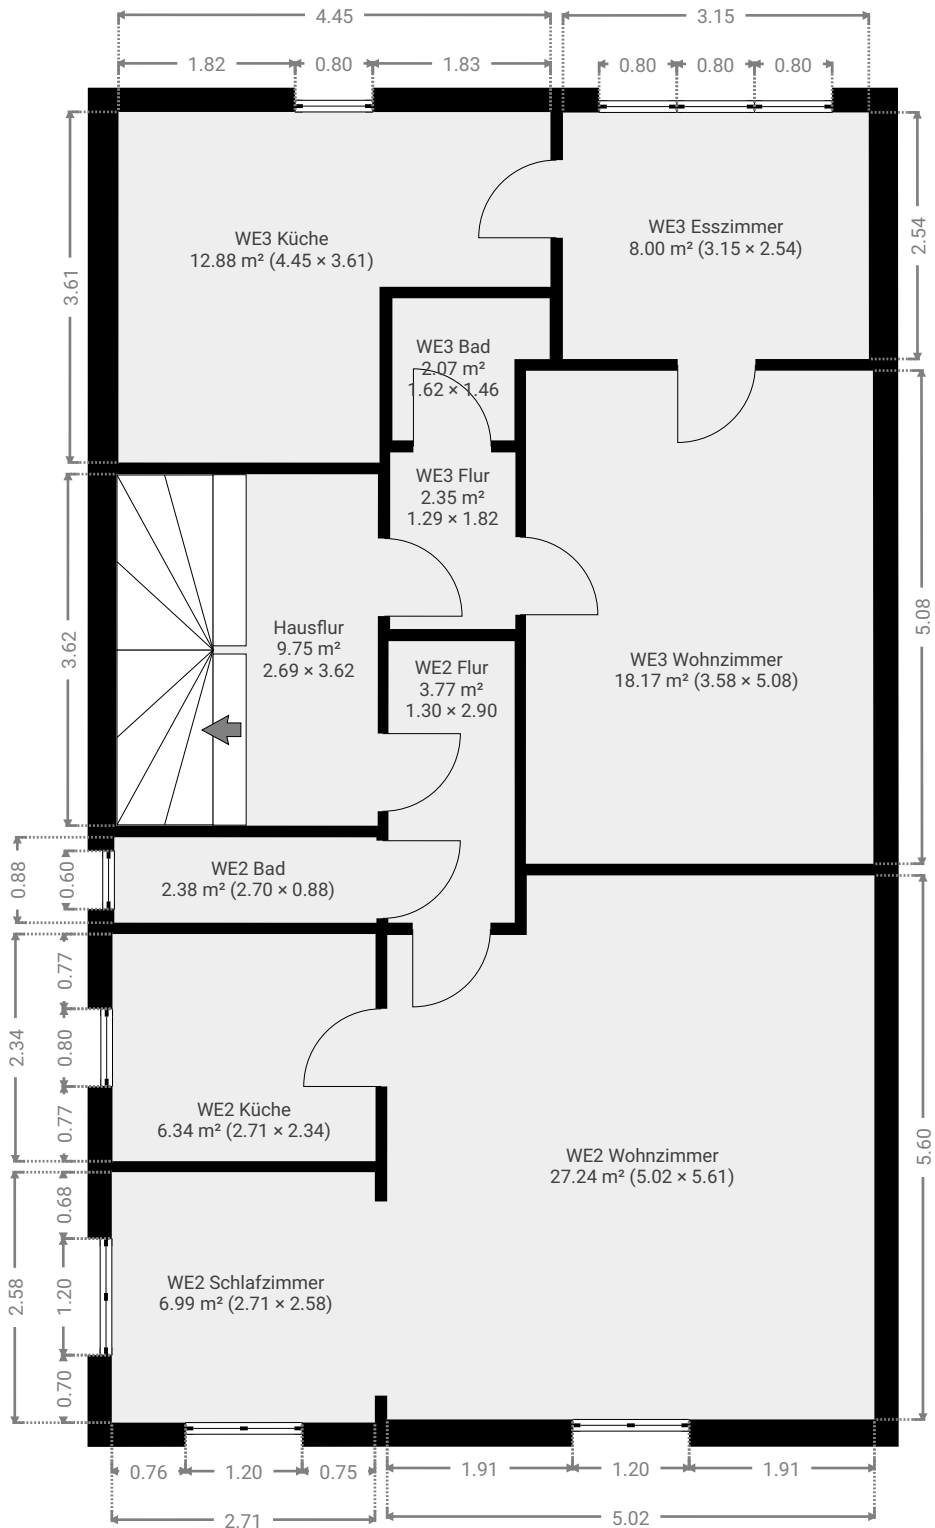 4.45
3.15
1.82
0.80
1.83
0.80
0.80
0.80
WE3 Küche
12.88 m² (4.45 × 3.61)
WE3 Esszimmer
8.00 m² (3.15 × 2.54)
2.54
3.61
WE3 Bad
2.07 m²
1.62 × 1.46
WE3 Flur
2.35 m²
1.29 × 1.82
3.62
Hausflur
9.75 m²
2.69 × 3.62
WE2 Flur
3.77 m²
1.30 × 2.90
WE3 Wohnzimmer
18.17 m² (3.58 × 5.08)
5.08
0.88
0.60
WE2 Bad
2.38 m² (2.70 × 0.88)
0.77
2.34
0.80
0.77
WE2 Küche
6.34 m² (2.71 × 2.34)
WE2 Wohnzimmer
27.24 m² (5.02 × 5.61)
5.60
0.68
2.58
1.20
0.70
WE2 Schlafzimmer
6.99 m² (2.71 × 2.58)
0.76
1.20
0.75
1.91
1.20
1.91
2.71
5.02